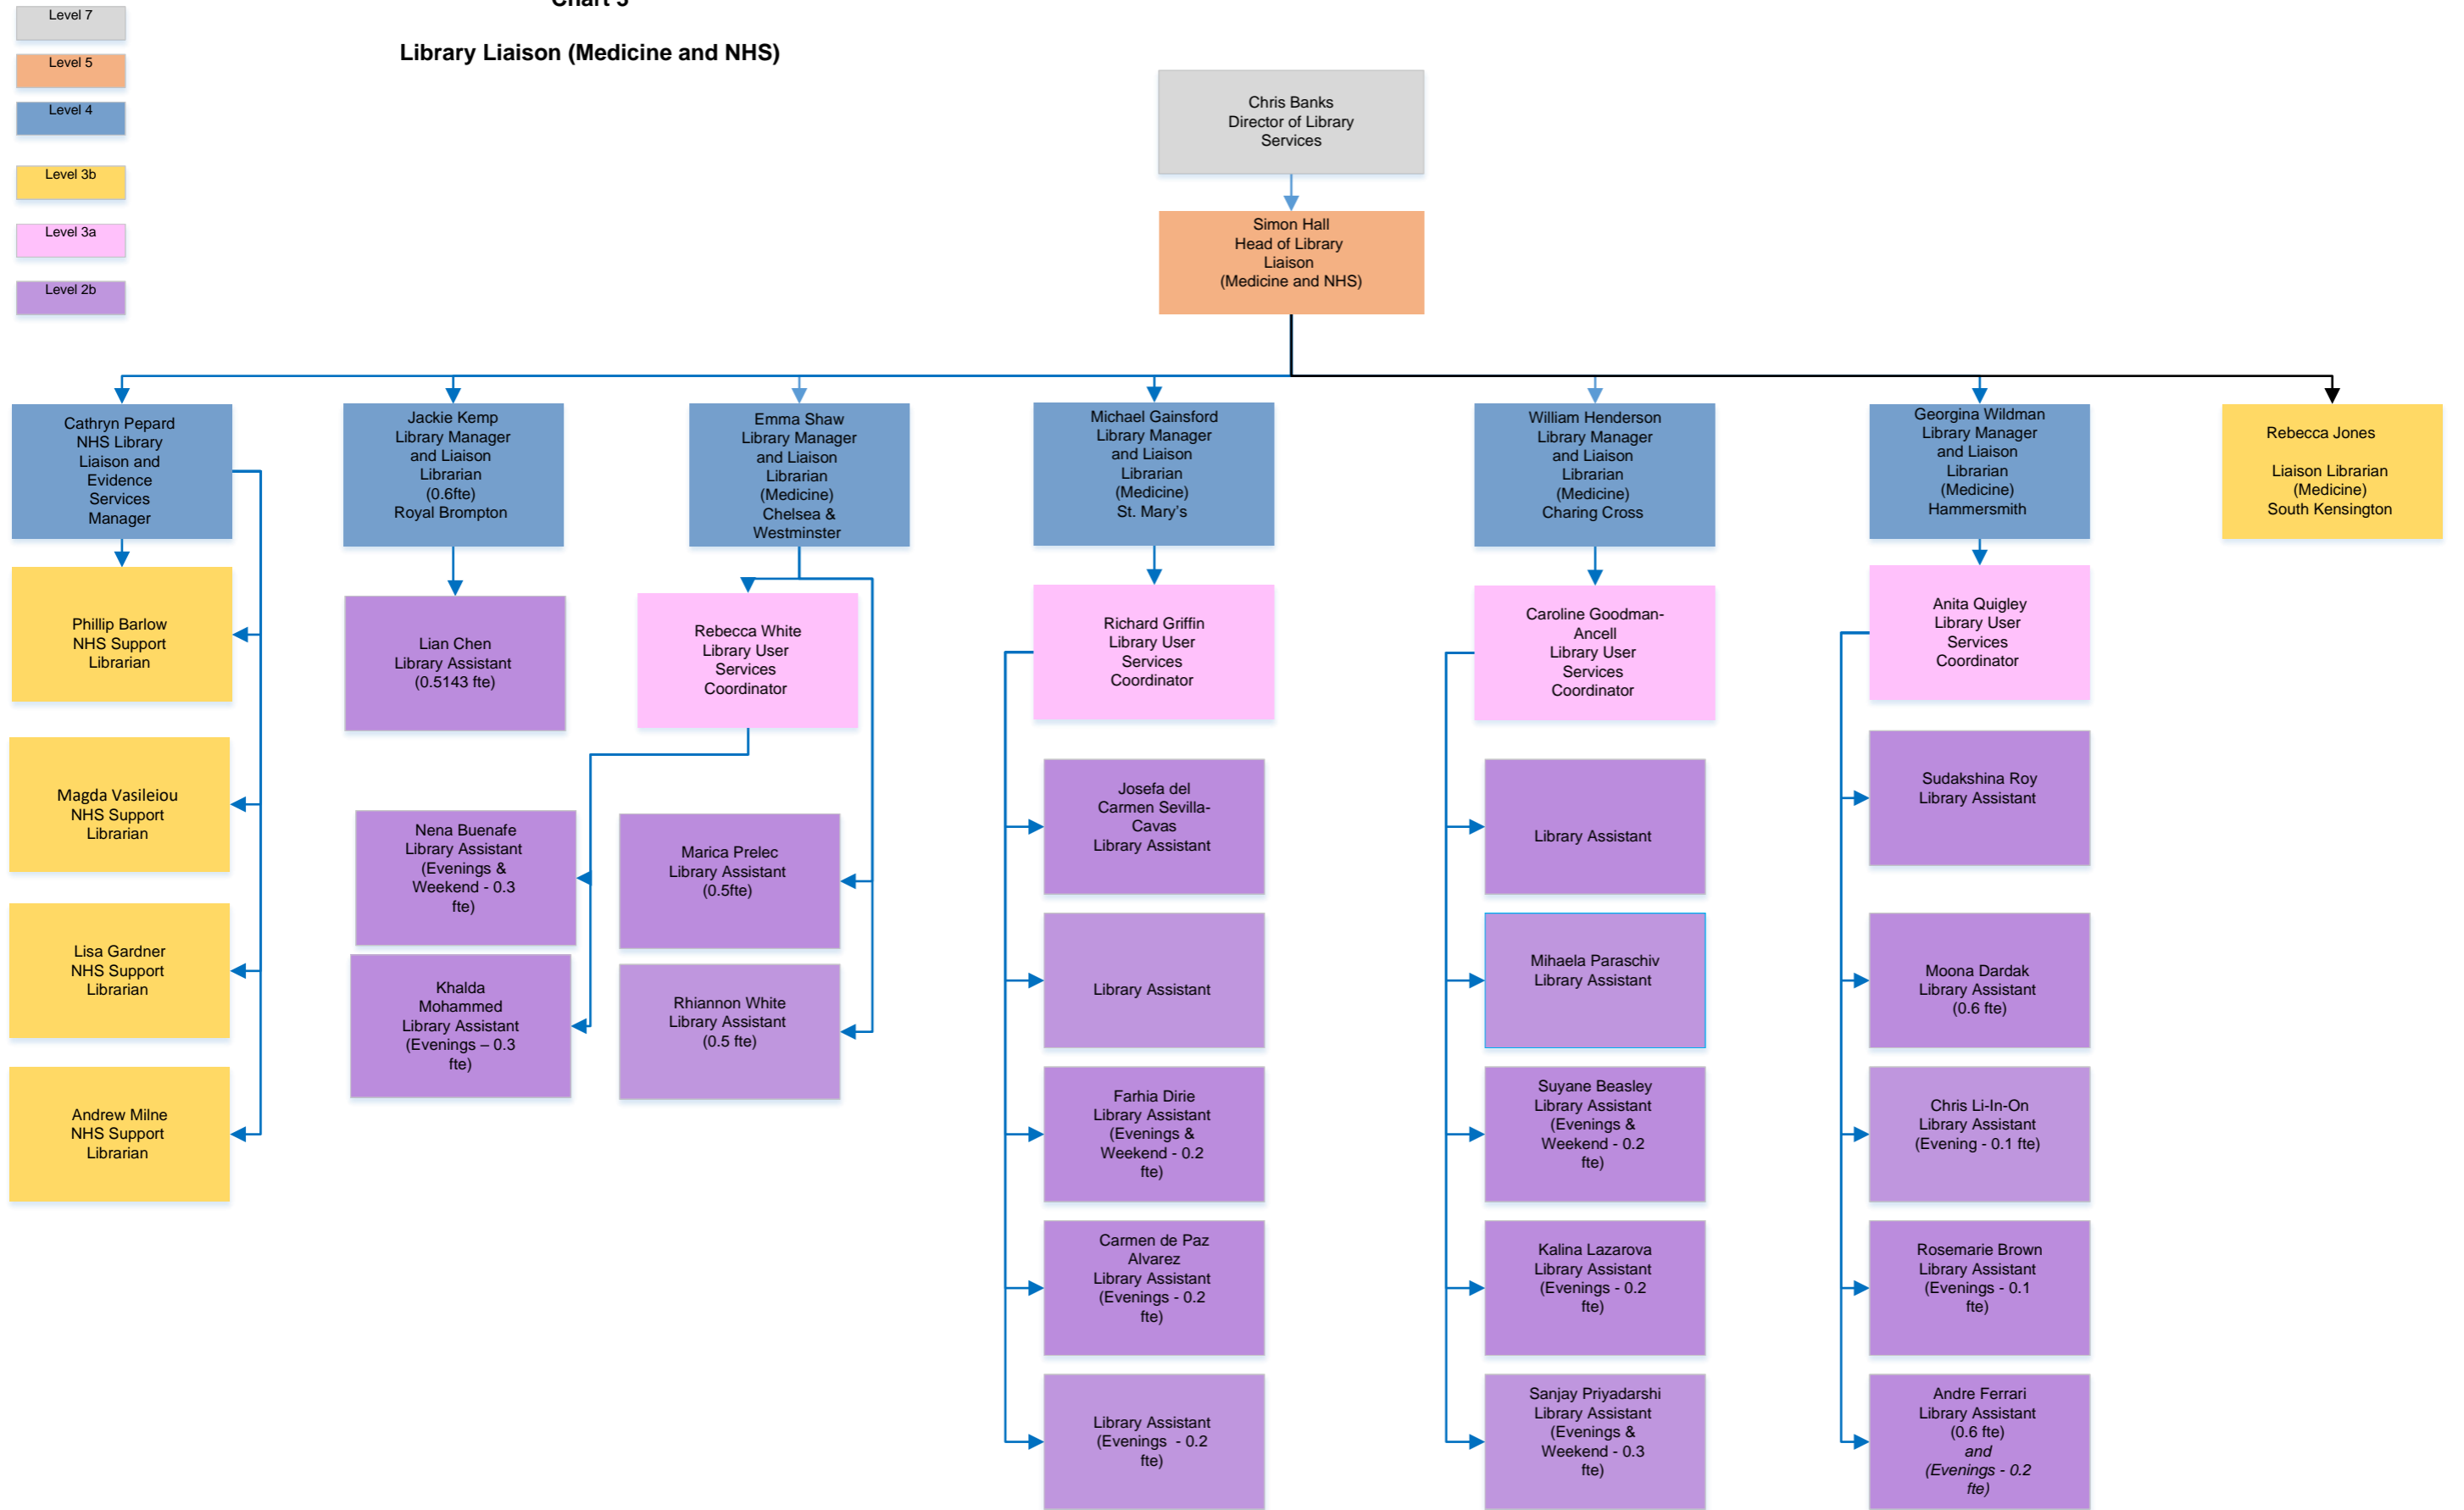 Chart 3
Library Liaison (Medicine and NHS)
Level 7
Level 5
Level 4
Level 3b
Level 3a
Level 2b
Chris Banks
Director of Library
Services
Simon Hall
Head of Library
Liaison
(Medicine and NHS)
Cathryn Pepard
NHS Library
Liaison and
Evidence
Services
Manager
Phillip Barlow
NHS Support
Librarian
Magda Vasileiou
NHS Support
Librarian
Lisa Gardner
NHS Support
Librarian
Andrew Milne
NHS Support
Librarian
Jackie Kemp
Library Manager
and Liaison
Librarian
(0.6fte)
Royal Brompton
Lian Chen
Library Assistant
(0.5143 fte)
Emma Shaw
Library Manager
and Liaison
Librarian
(Medicine)
Chelsea &
Westminster
Rebecca White
Library User
Services
Coordinator
Nena Buenafe
Library Assistant
(Evenings &
Weekend - 0.3
fte)
Khalda
Mohammed
Library Assistant
(Evenings – 0.3
fte)
Marica Prelec
Library Assistant
(0.5fte)
Rhiannon White
Library Assistant
(0.5 fte)
Michael Gainsford
Library Manager
and Liaison
Librarian
(Medicine)
St. Mary’s
Richard Griffin
Library User
Services
Coordinator
Josefa del
Carmen Sevilla-
Cavas
Library Assistant
Library Assistant
Farhia Dirie
Library Assistant
(Evenings &
Weekend - 0.2
fte)
Carmen de Paz
Alvarez
Library Assistant
(Evenings - 0.2
fte)
Library Assistant
(Evenings - 0.2
fte)
William Henderson
Library Manager
and Liaison
Librarian
(Medicine)
Charing Cross
Caroline Goodman-
Ancell
Library User
Services
Coordinator
Library Assistant
Mihaela Paraschiv
Library Assistant
Suyane Beasley
Library Assistant
(Evenings &
Weekend - 0.2
fte)
Kalina Lazarova
Library Assistant
(Evenings - 0.2
fte)
Sanjay Priyadarshi
Library Assistant
(Evenings &
Weekend - 0.3
fte)
Georgina Wildman
Library Manager
and Liaison
Librarian
(Medicine)
Hammersmith
Anita Quigley
Library User
Services
Coordinator
Sudakshina Roy
Library Assistant
Moona Dardak
Library Assistant
(0.6 fte)
Chris Li-In-On
Library Assistant
(Evening - 0.1 fte)
Rosemarie Brown
Library Assistant
(Evenings - 0.1
fte)
Andre Ferrari
Library Assistant
(0.6 fte)
and
(Evenings - 0.2
fte)
Rebecca Jones
Liaison Librarian
(Medicine)
South Kensington